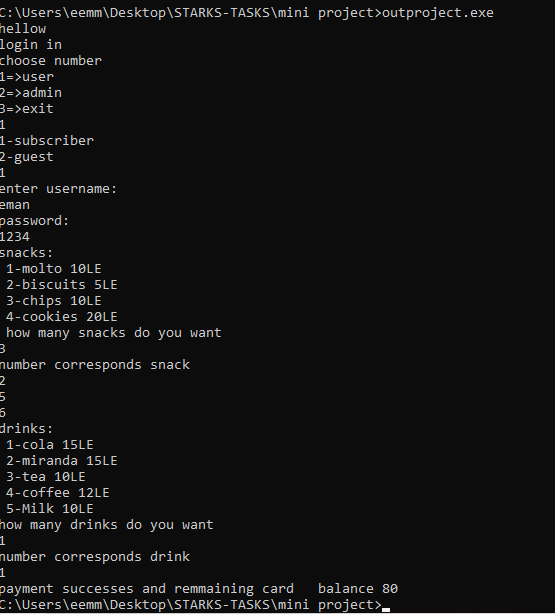 C:\Users\eemm\Desktop\STARKS-TASKS\mini project>outproject.exe
hellow
login in
choose number
1=>user
2=>admin
3=>exit
1
1-subscriber
2-guest
1
enter username:
eman
password:
1234
snacks:
1-molto 10LE
2-biscuits 5LE
3-chips 10LE
4-cookies 20LE
how many snacks do you want
3
number corresponds snack
2
5
6
drinks:
1-cola 15LE
2-miranda 15LE
3-tea 10LE
4-coffee 12LE
5-Milk 10LE
how many drinks do you want
1
number corresponds drink
1
payment successes and remmaining card   balance 80
C:\Users\eemm\Desktop\STARKS-TASKS\mini project>